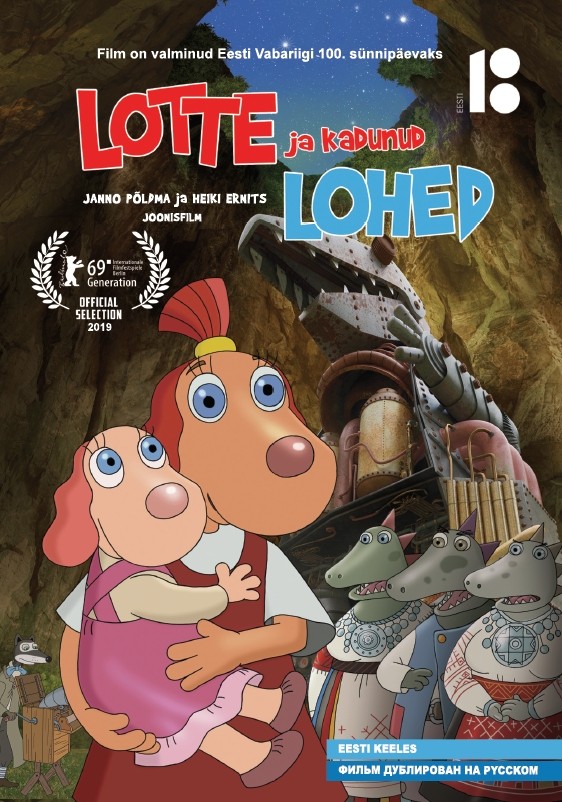 Film on valminud Eesti Vabariigi 100. sünnipäevaks
EESTI
100
LOTTE
ja KADUNUD
LOHED
JANNO PÕLDMA ja HEIKI ERNITS
JOONISFILM
69
Internationale
Filmfestspiele
Berlin
Generation
OFFICIAL
SELECTION
2019
EESTI KEELES
ФИЛЬМ ДУБЛИРОВАН НА РУССКОМ